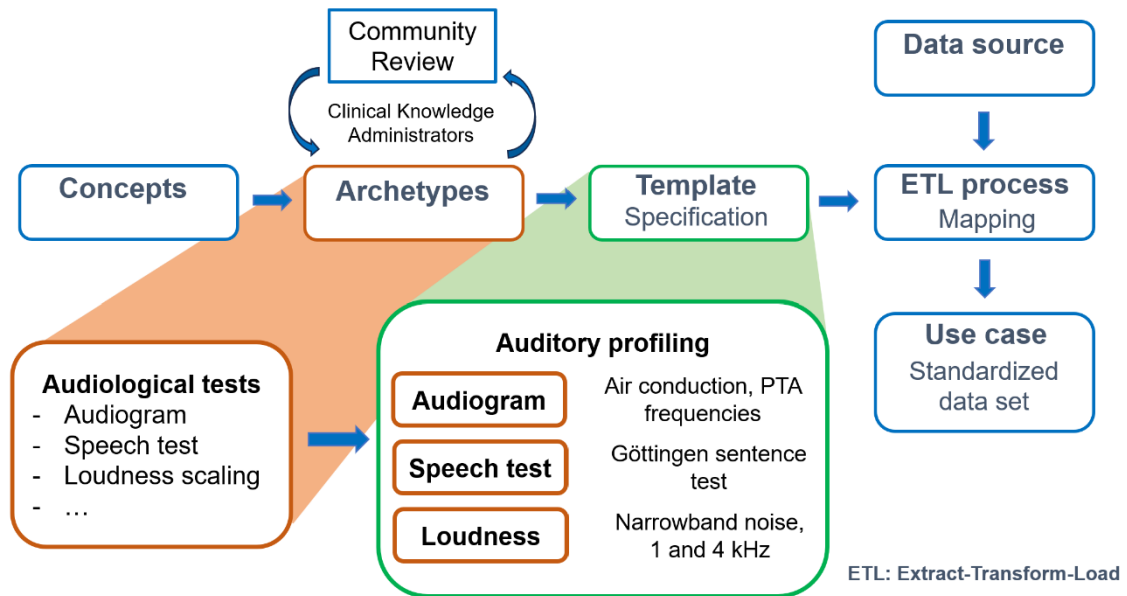 Community
Review
Clinical Knowledge
Administrators
Data source
Concepts
Archetypes
Template
Specification
ETL process
Mapping
Use case
Standardized
data set
Audiological tests
- Audiogram
- Speech test
- Loudness scaling
- …
Auditory profiling
Audiogram
Air conduction, PTA
frequencies
Speech test
Göttingen sentence
test
Loudness
Narrowband noise,
1 and 4 kHz
ETL: Extract-Transform-Load